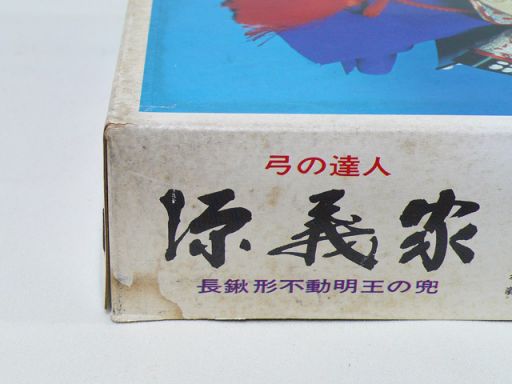 弓の達人
源義家
長鍬形不動明王の兜